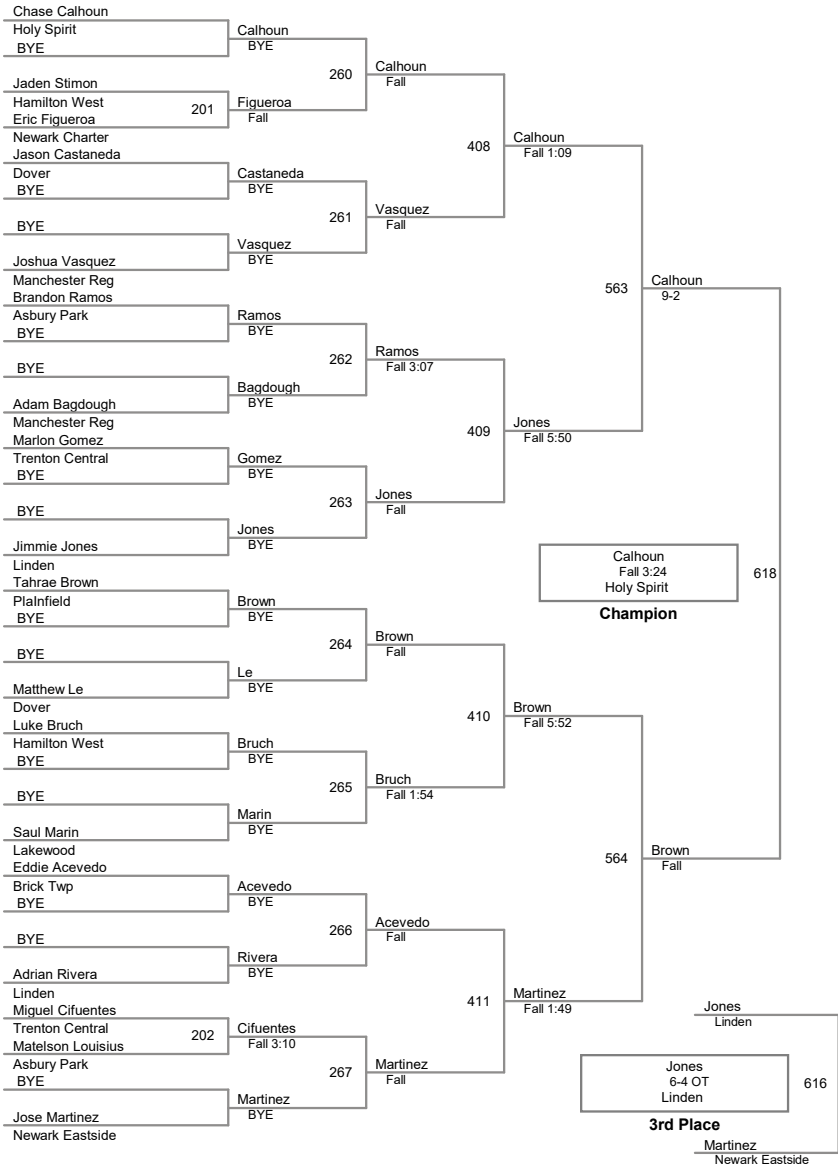 Chase Calhoun
Holy Spirit
BYE
Jaden Stimon
Hamilton West
Eric Figueroa
Newark Charter
Jason Castaneda
Dover
BYE
BYE
Joshua Vasquez
Manchester Reg
Brandon Ramos
Asbury Park
BYE
BYE
Adam Bagdough
Manchester Reg
Marlon Gomez
Trenton Central
BYE
BYE
Jimmie Jones
Linden
Tahrae Brown
PlaInfield
BYE
BYE
Matthew Le
Dover
Luke Bruch
Hamilton West
BYE
BYE
Saul Marin
Lakewood
Eddie Acevedo
Brick Twp
BYE
BYE
Adrian Rivera
Linden
Miguel Cifuentes
Trenton Central
Matelson Louisius
Asbury Park
BYE
Jose Martinez
Newark Eastside
201
202
Calhoun
BYE
Figueroa
Fall
Castaneda
BYE
Vasquez
BYE
Ramos
BYE
Bagdough
BYE
Gomez
BYE
Jones
BYE
Brown
BYE
Le
BYE
Bruch
BYE
Marin
BYE
Acevedo
BYE
Rivera
BYE
Cifuentes
Fall 3:10
Martinez
BYE
260
261
262
263
264
265
266
267
Calhoun
Fall
Vasquez
Fall
Ramos
Fall 3:07
Jones
Fall
Brown
Fall
Bruch
Fall 1:54
Acevedo
Fall
Martinez
Fall
408
409
410
411
Calhoun
Fall 1:09
Jones
Fall 5:50
Brown
Fall 5:52
Martinez
Fall 1:49
563
564
Calhoun
9-2
Brown
Fall
618
Calhoun
Fall 3:24
Holy Spirit
Champion
Jones
Linden
Jones
6-4 OT
Linden
616
3rd Place
Martinez
Newark Eastside